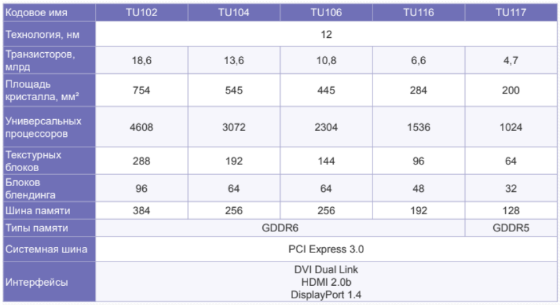 Кодовое имя TU102 TU104 TU106 TU116 TU117
Технология, нм 12
Транзисторов,
млрд 18,6 13,6 10,8 6,6 4,7
Площадь
кристалла, мм² 754 545 445 284 200
Универсальных
процессоров 4608 3072 2304 1536 1024
Текстурных
блоков 288 192 144 96 64
Блоков
блендинга 96 64 64 48 32
Шина памяти 384 256 256 192 128
Типы памяти GDDR6 GDDR5
Системная шина PCI Express 3.0
Интерфейсы DVI Dual Link
HDMI 2.0b
DisplayPort 1.4